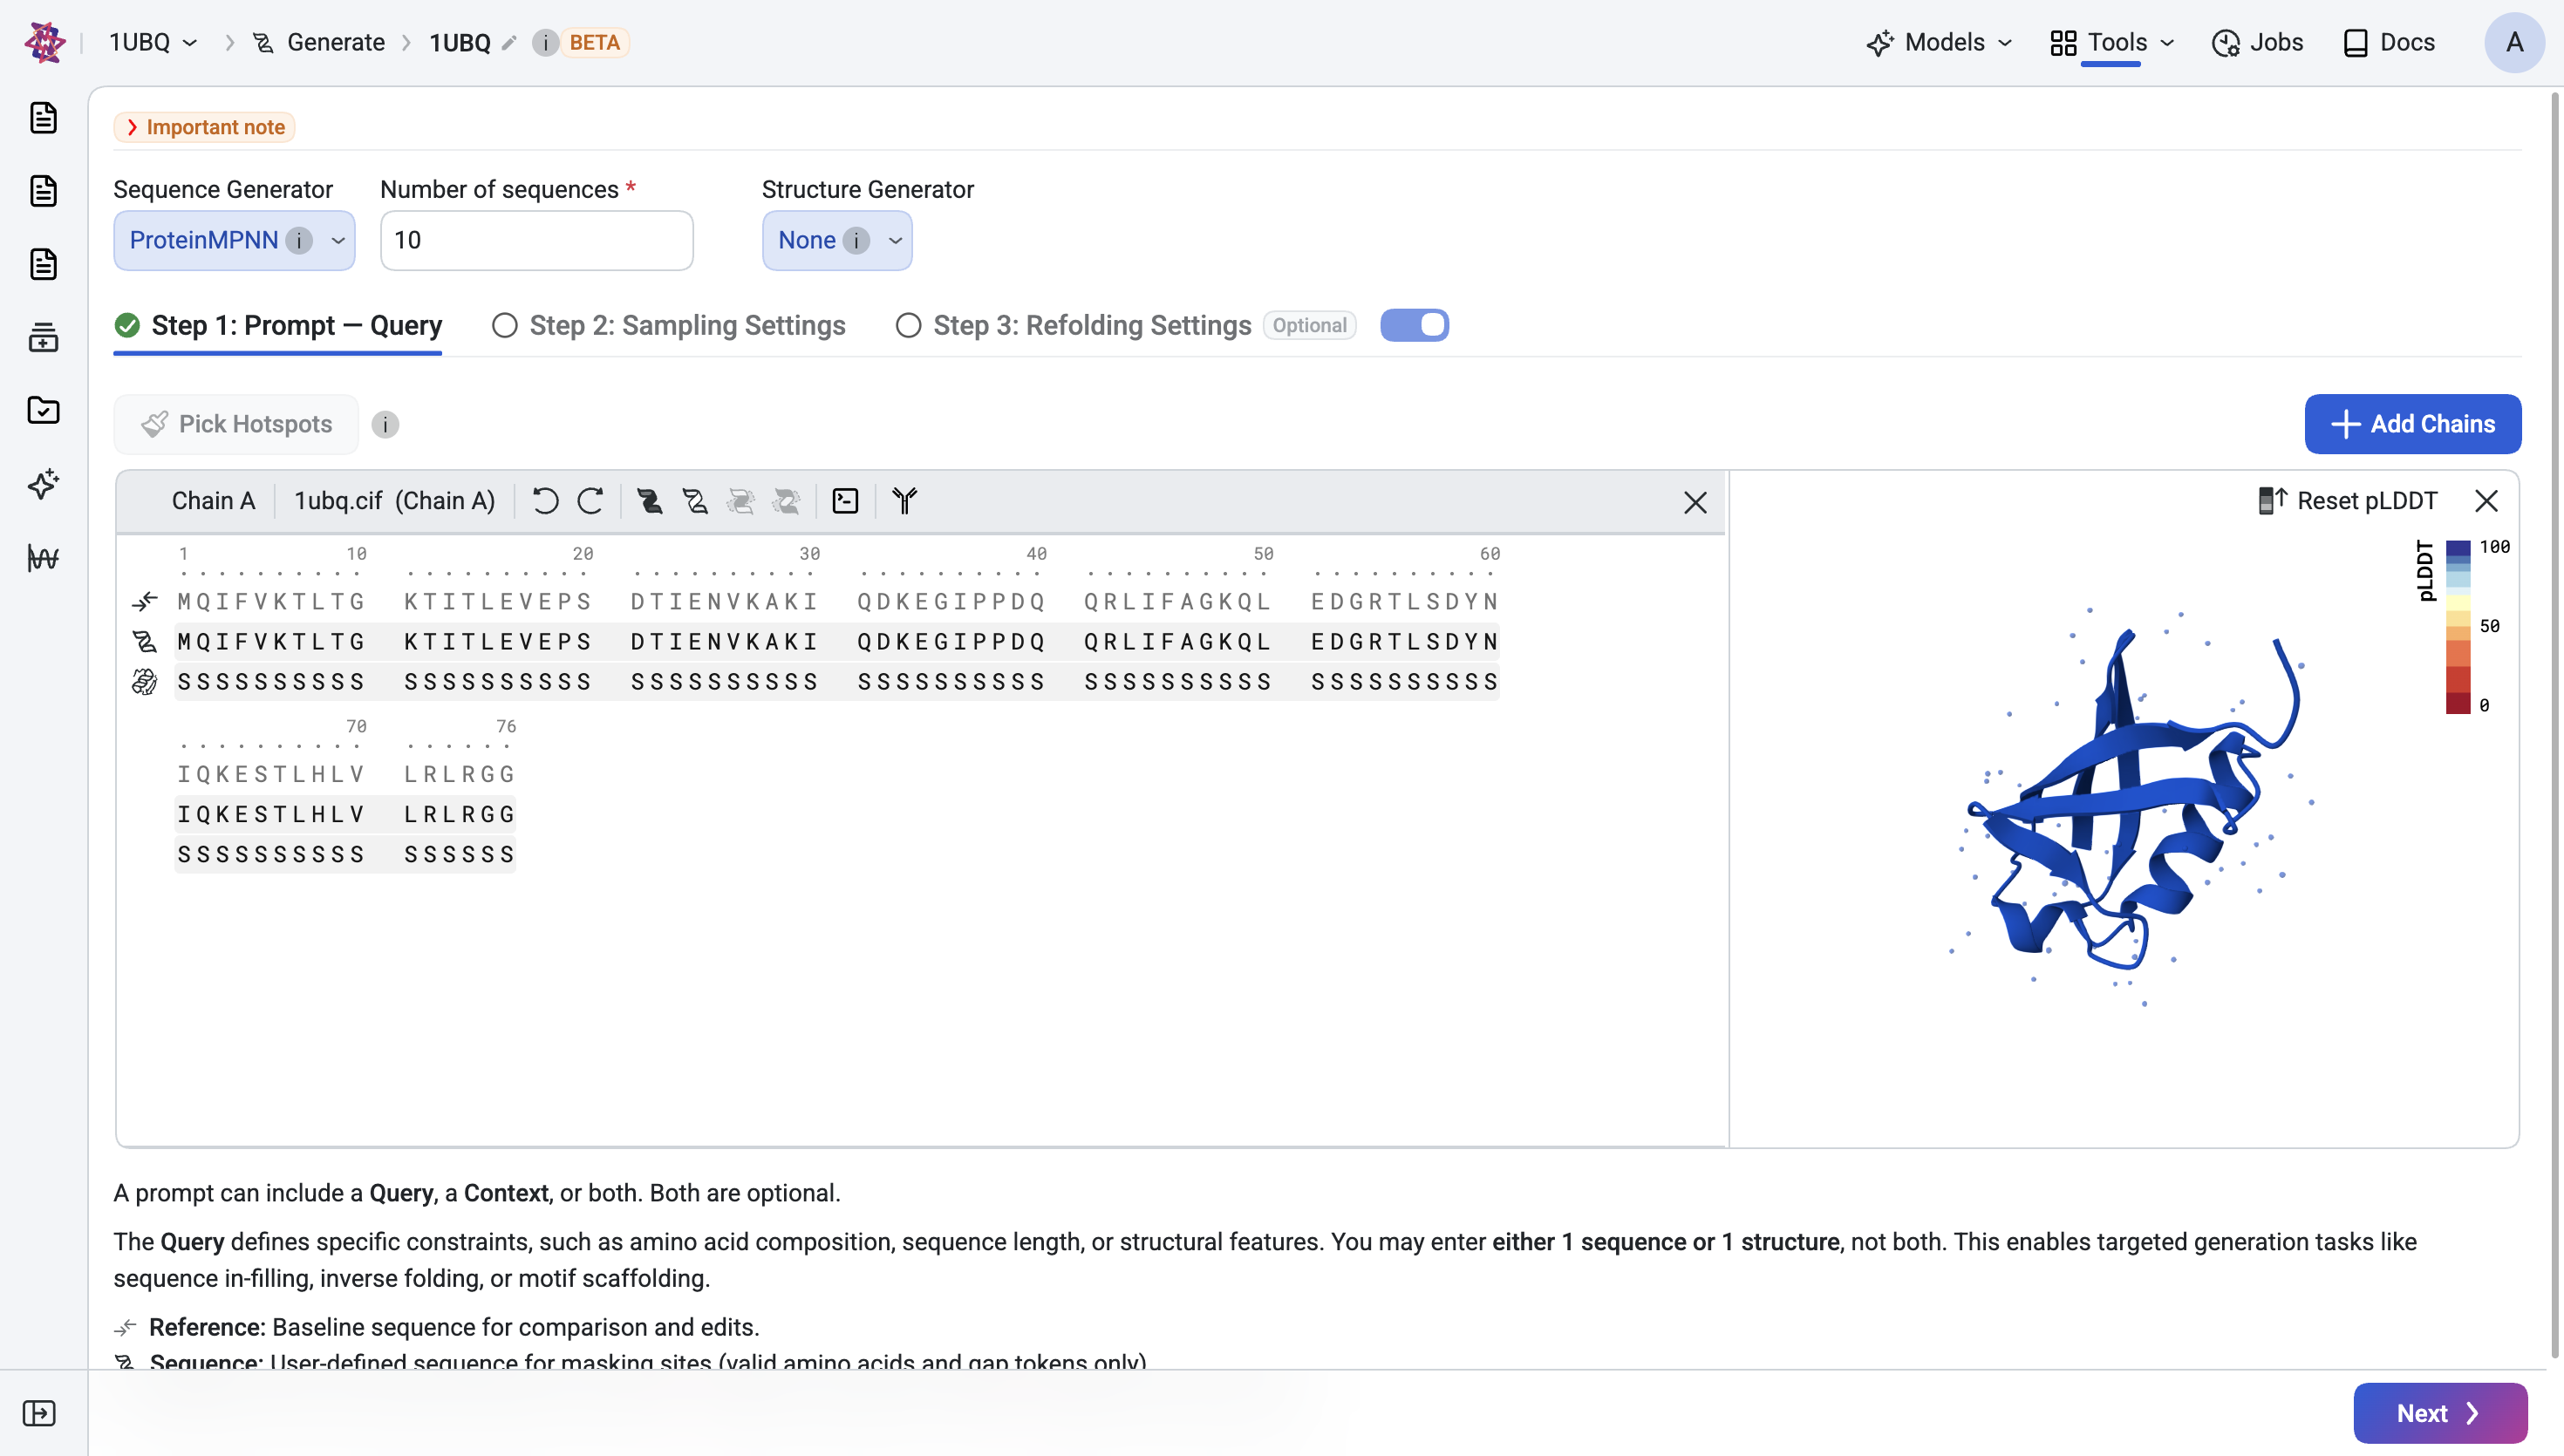 1UBQ Generate 1UBQ i BETA Models Tools Jobs Docs A
Important note
Sequence Generator Number of sequences * Structure Generator
ProteinMPNN i 10 None i
Step 1: Prompt — Query Step 2: Sampling Settings Step 3: Refolding Settings Optional
Pick Hotspots i Add Chains
Chain A 1ubq.cif (Chain A) Reset pLDDT
1 10 20 30 40 50 60
MQIFVKTLTG KTITLEVEPS DTIENVKAKI QDKEGIPPDQ QRLIFAGKQL EDGRTLSDYN
MQIFVKTLTG KTITLEVEPS DTIENVKAKI QDKEGIPPDQ QRLIFAGKQL EDGRTLSDYN
SSSSSSSSSS SSSSSSSSSS SSSSSSSSSS SSSSSSSSSS SSSSSSSSSS SSSSSSSSSS
70 76
IQKESTLHLV LRLRGG
IQKESTLHLV LRLRGG
SSSSSSSSSS SSSSSS
pLDDT
100
50
0
A prompt can include a Query, a Context, or both. Both are optional.
The Query defines specific constraints, such as amino acid composition, sequence length, or structural features. You may enter either 1 sequence or 1 structure, not both. This enables targeted generation tasks like
sequence in-filling, inverse folding, or motif scaffolding.
Reference: Baseline sequence for comparison and edits.
Sequence: User-defined sequence for masking sites (valid amino acids and gap tokens only)
Next